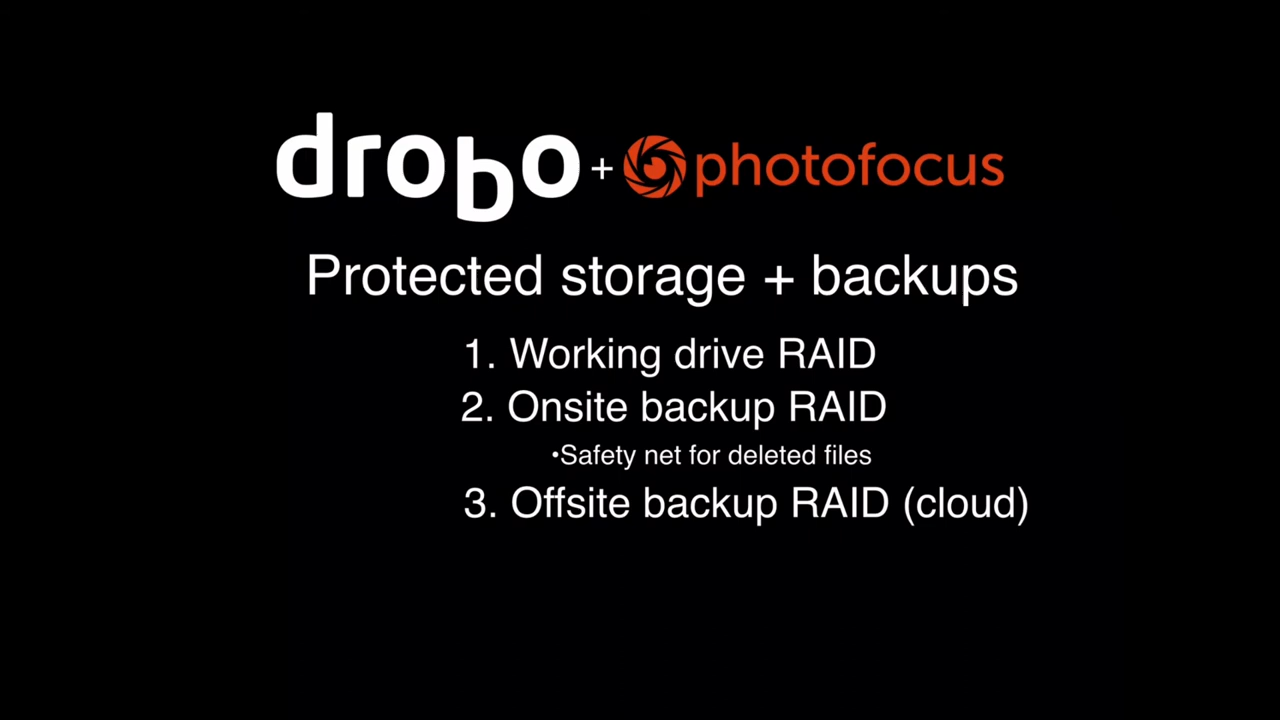 drobo + photofocus
Protected storage + backups
1. Working drive RAID
2. Onsite backup RAID
•Safety net for deleted files
3. Offsite backup RAID (cloud)